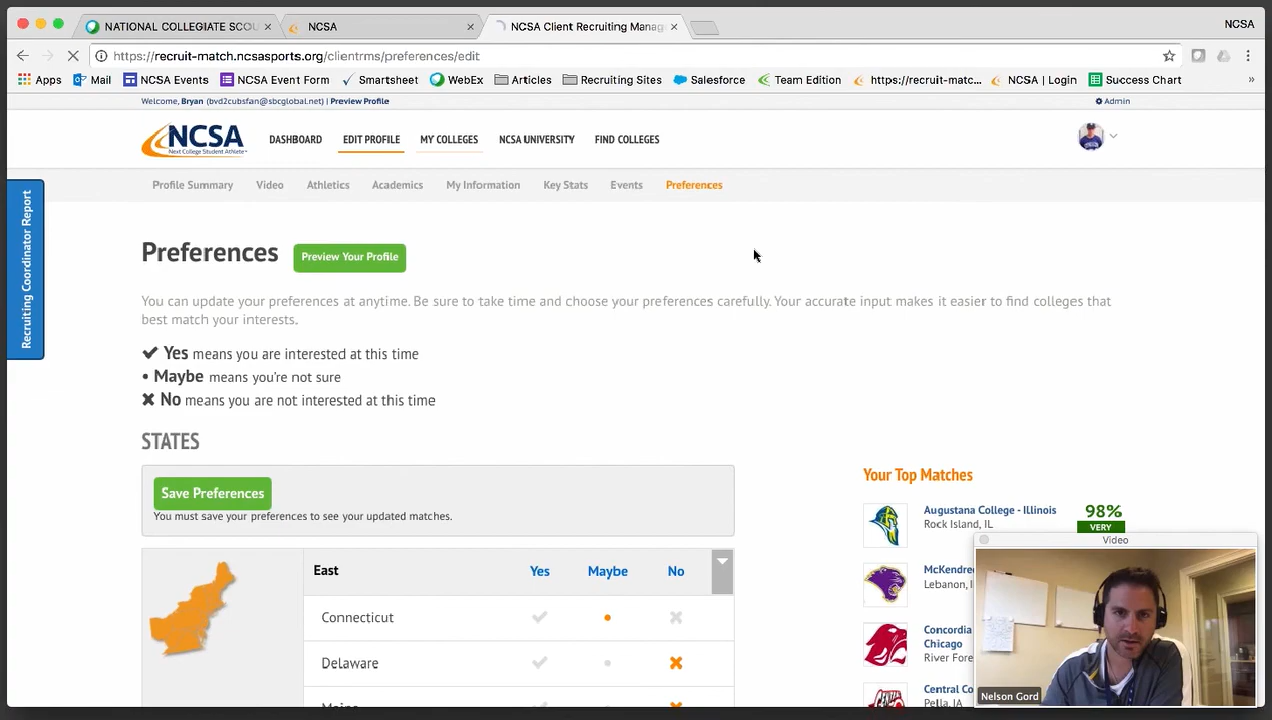 NATIONAL COLLEGIATE SCOU
NCSA
NCSA Client Recruiting Manag
NCSA
https://recruit-match.ncsasports.org/clientrms/preferences/edit
Apps
Mail
NCSA Events
NCSA Event Form
Smartsheet
WebEx
Articles
Recruiting Sites
Salesforce
Team Edition
https://recruit-matc...
NCSA | Login
Success Chart
Welcome, Bryan (bvd2cubsfan@sbcglobal.net) | Preview Profile
Admin
NCSA
Next College Student Athlete
DASHBOARD
EDIT PROFILE
MY COLLEGES
NCSA UNIVERSITY
FIND COLLEGES
Profile Summary
Video
Athletics
Academics
My Information
Key Stats
Events
Preferences
Recruiting Coordinator Report
Preferences
Preview Your Profile
You can update your preferences at anytime. Be sure to take time and choose your preferences carefully. Your accurate input makes it easier to find colleges that
best match your interests.
✔ Yes means you are interested at this time
• Maybe means you're not sure
✖ No means you are not interested at this time
STATES
Save Preferences
You must save your preferences to see your updated matches.
East
Yes
Maybe
No
Connecticut
Delaware
Maine
Your Top Matches
Augustana College - Illinois
Rock Island, IL
98%
VERY
McKendre
Lebanon, I
Concordia
Chicago
River Fore
Central Co
Pella, IA
Video
Nelson Gord